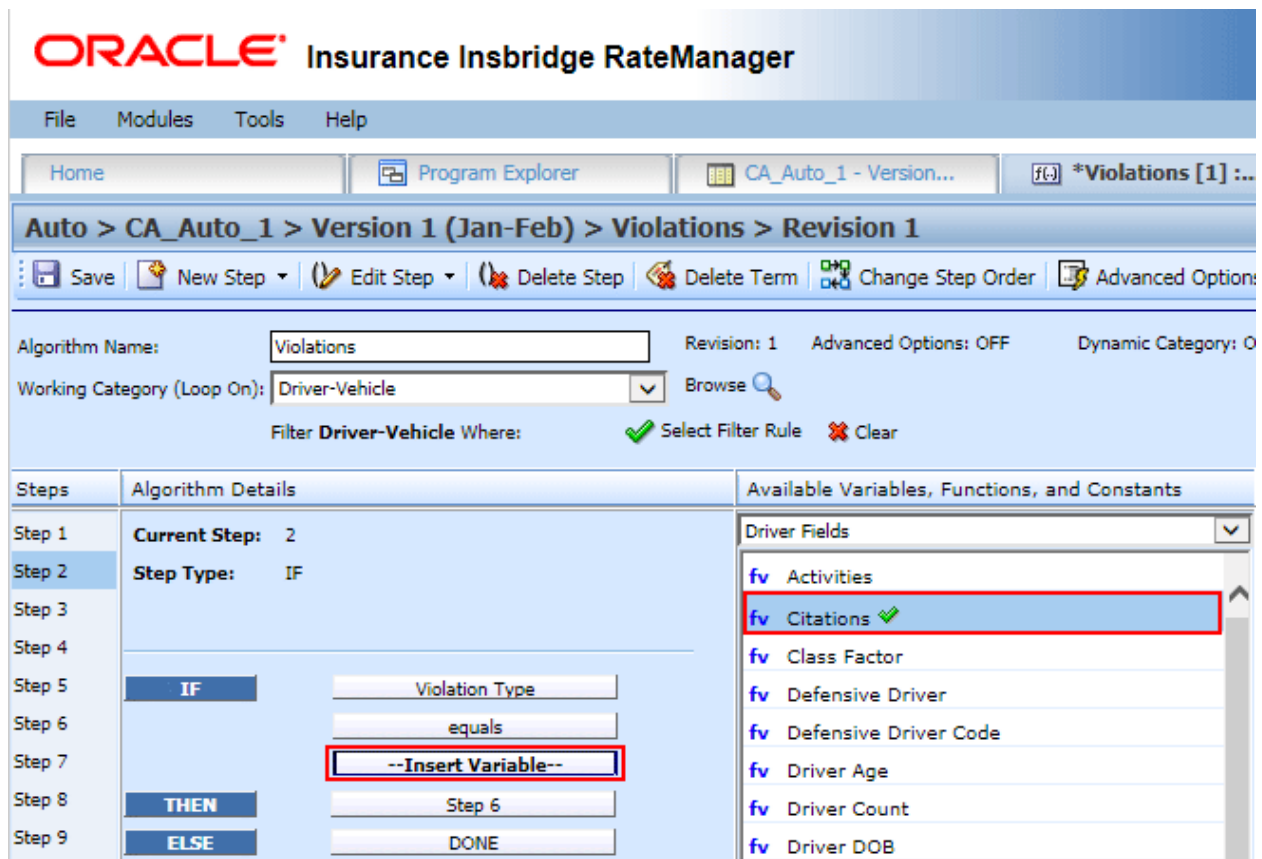 ORACLE Insurance Insbridge RateManager
File Modules Tools Help
Home Program Explorer CA_Auto_1 - Version... f(·) *Violations [1] :...
Auto > CA_Auto_1 > Version 1 (Jan-Feb) > Violations > Revision 1
Save New Step Edit Step Delete Step Delete Term Change Step Order Advanced Options
Algorithm Name: Violations Revision: 1 Advanced Options: OFF Dynamic Category: O
Working Category (Loop On): Driver-Vehicle Browse
Filter Driver-Vehicle Where: Select Filter Rule Clear
Steps Algorithm Details Available Variables, Functions, and Constants
Step 1 Current Step: 2 Driver Fields
Step 2 Step Type: IF fv Activities
Step 3 fv Citations
Step 4 fv Class Factor
Step 5 IF Violation Type fv Defensive Driver
Step 6 equals fv Defensive Driver Code
Step 7 --Insert Variable-- fv Driver Age
Step 8 THEN Step 6 fv Driver Count
Step 9 ELSE DONE fv Driver DOB